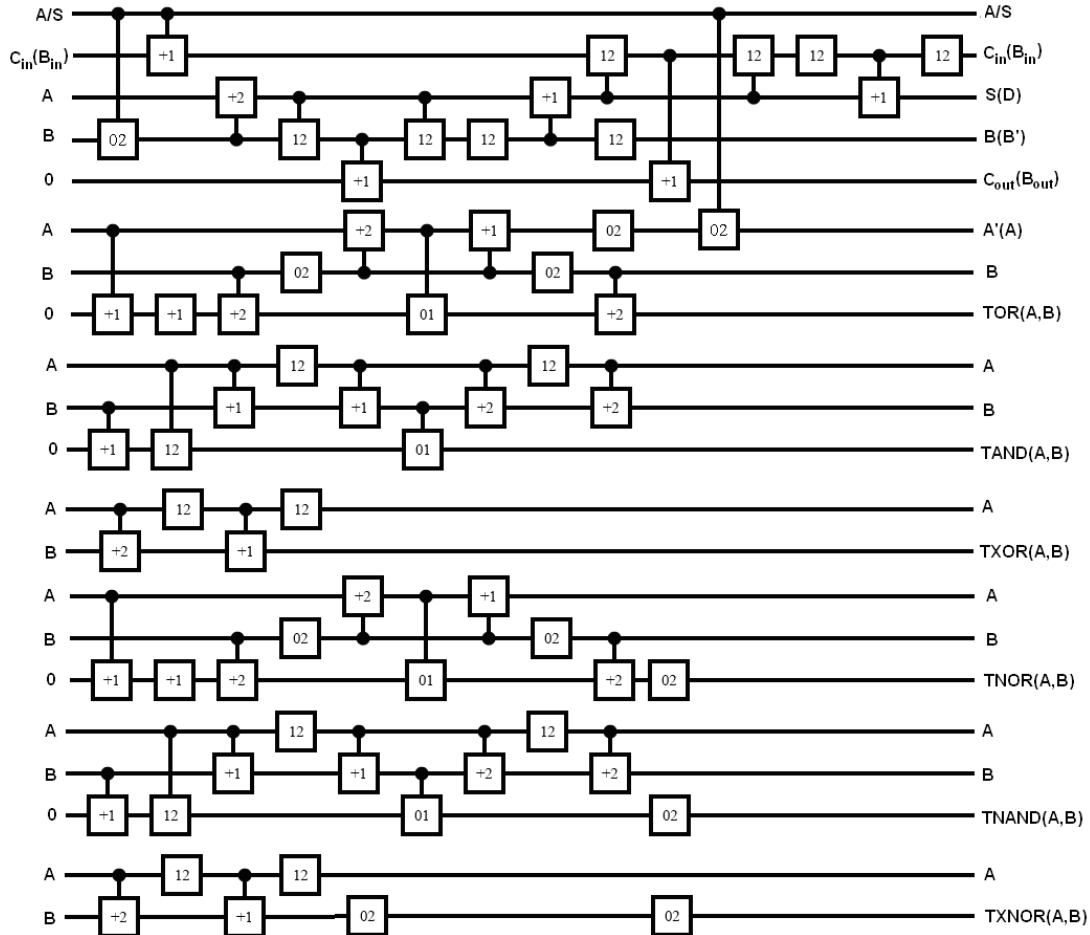 A/S A/S
Cin(Bin) +1 12 12 12 12 Cin(Bin)
A +2 +1 +1 S(D)
B 02 12 12 12 12 B(B')
0 +1 +1 Cout(Bout)
A +2 +1 02 02 A'(A)
B 02 02 B
0 +1 +1 +2 01 +2 TOR(A,B)
A 12 12 A
B +1 +1 +2 +2 B
0 +1 12 01 TAND(A,B)
A 12 12 A
B +2 +1 TXOR(A,B)
A +2 +1 A
B 02 02 B
0 +1 +1 +2 01 +2 02 TNOR(A,B)
A 12 12 A
B +1 +1 +2 +2 B
0 +1 12 01 02 TNAND(A,B)
A 12 12 A
B +2 +1 02 02 TXNOR(A,B)